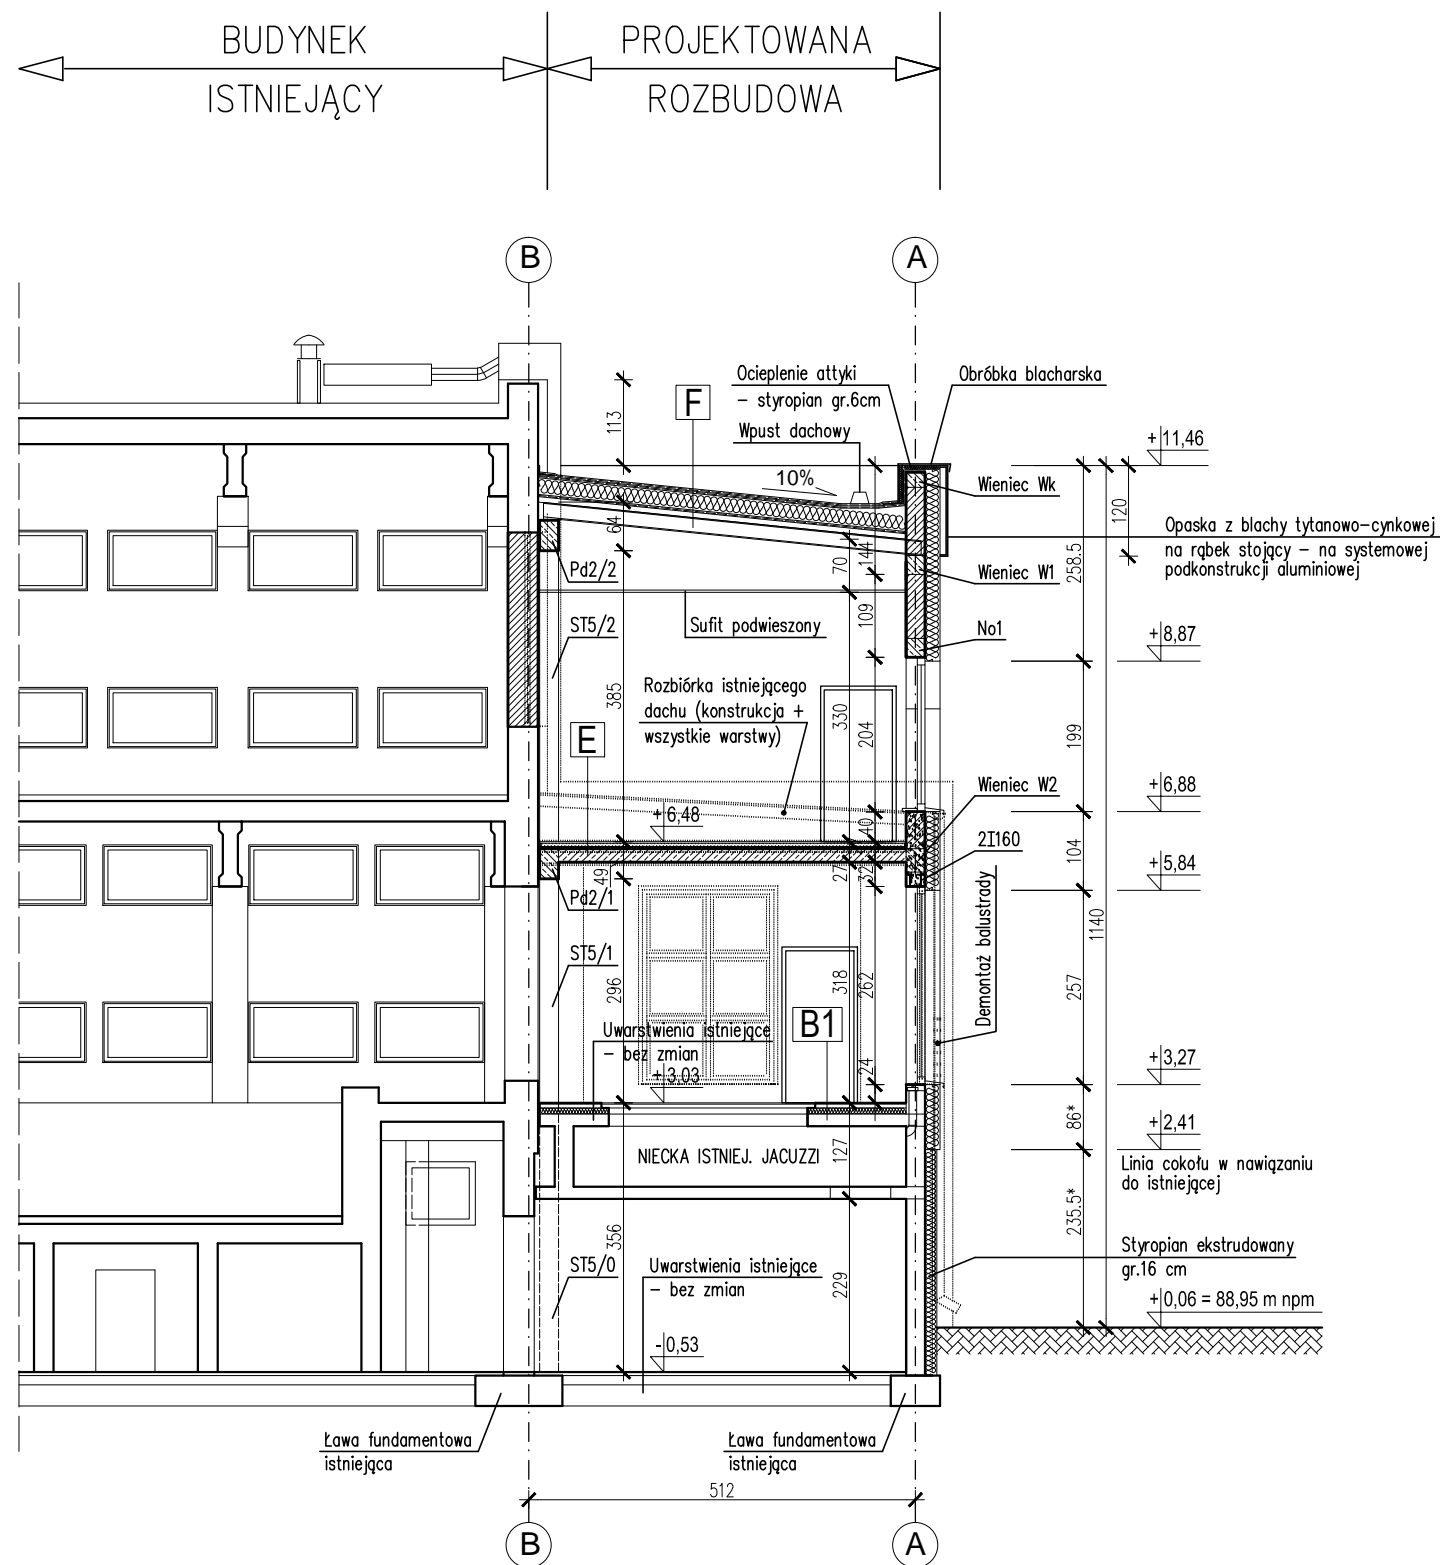 BUDYNEK
ISTNIEJĄCY
PROJEKTOWANA
ROZBUDOWA
B
A
Ocieplenie attyki
– styropian gr.6cm
Obróbka blacharska
F
Wpust dachowy
113
10%
+11,46
Wieniec Wk
120
Opaska z blachy tytanowo-cynkowej
na rąbek stojący – na systemowej
podkonstrukcji aluminiowej
258.5
64
70
144
Pd2/2
Wieniec W1
109
ST5/2
Sufit podwieszony
No1
+8,87
Rozbiórka istniejącego
dachu (konstrukcja +
wszystkie warstwy)
385
330
204
199
E
Wieniec W2
+6,88
+6,48
40
2I160
104
+5,84
49
27
32
Pd2/1
1140
ST5/1
296
318
262
257
Demontaż balustrady
B1
Uwarstwienia istniejące
– bez zmian
+3,03
24
+3,27
86*
+2,41
NIECKA ISTNIEJ. JACUZZI
127
Linia cokołu w nawiązaniu
do istniejącej
235.5*
356
Styropian ekstrudowany
gr.16 cm
ST5/0
Uwarstwienia istniejące
– bez zmian
229
+0,06 = 88,95 m npm
-0,53
Ława fundamentowa
istniejąca
Ława fundamentowa
istniejąca
512
B
A